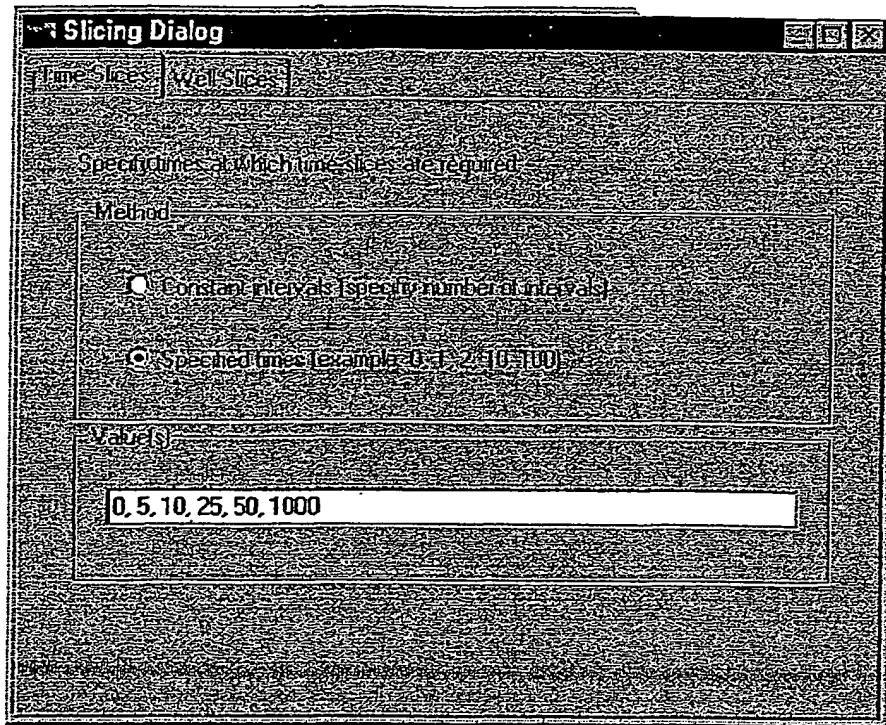 Slicing Dialog
Time Slices Well Slices
Specify times at which time slices are required
Method
Constant intervals (specify number of intervals)
Specified times (example: 0, 1, 2, 10, 100)
Value(s)
0, 5, 10, 25, 50, 1000